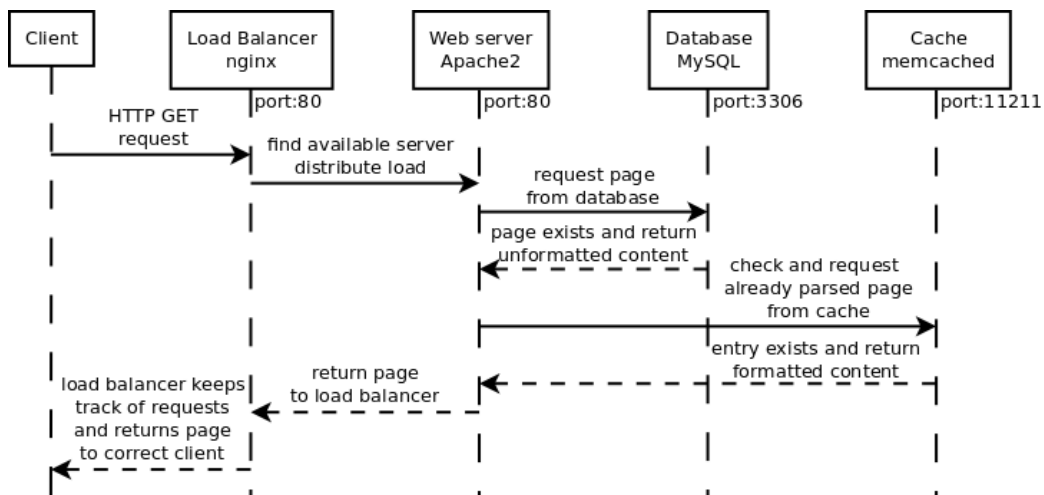 Client
Load Balancer
nginx
Web server
Apache2
Database
MySQL
Cache
memcached
port:80
port:80
port:3306
port:11211
HTTP GET
request
find available server
distribute load
request page
from database
page exists and return
unformatted content
check and request
already parsed page
from cache
entry exists and return
formatted content
return page
to load balancer
load balancer keeps
track of requests
and returns page
to correct client